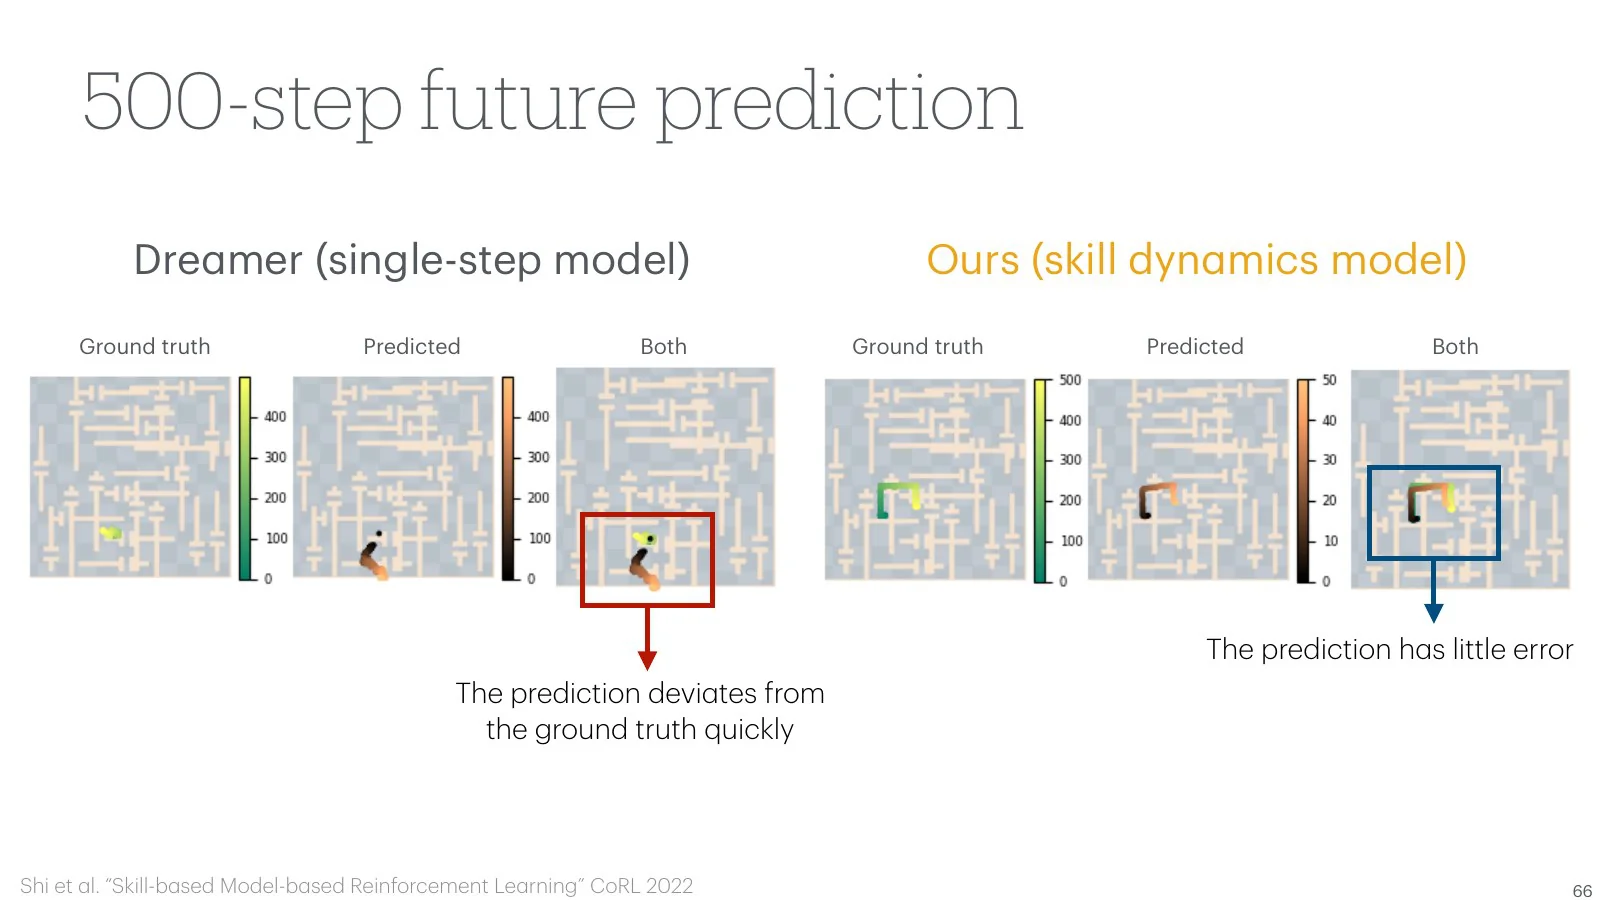 500-step future prediction
Dreamer (single-step model)
Ours (skill dynamics model)
Ground truth
Predicted
Both
Ground truth
Predicted
Both
400
300
200
100
0
400
300
200
100
0
500
400
300
200
100
0
50
40
30
20
10
0
The prediction deviates from
the ground truth quickly
The prediction has little error
Shi et al. “Skill-based Model-based Reinforcement Learning” CoRL 2022
66